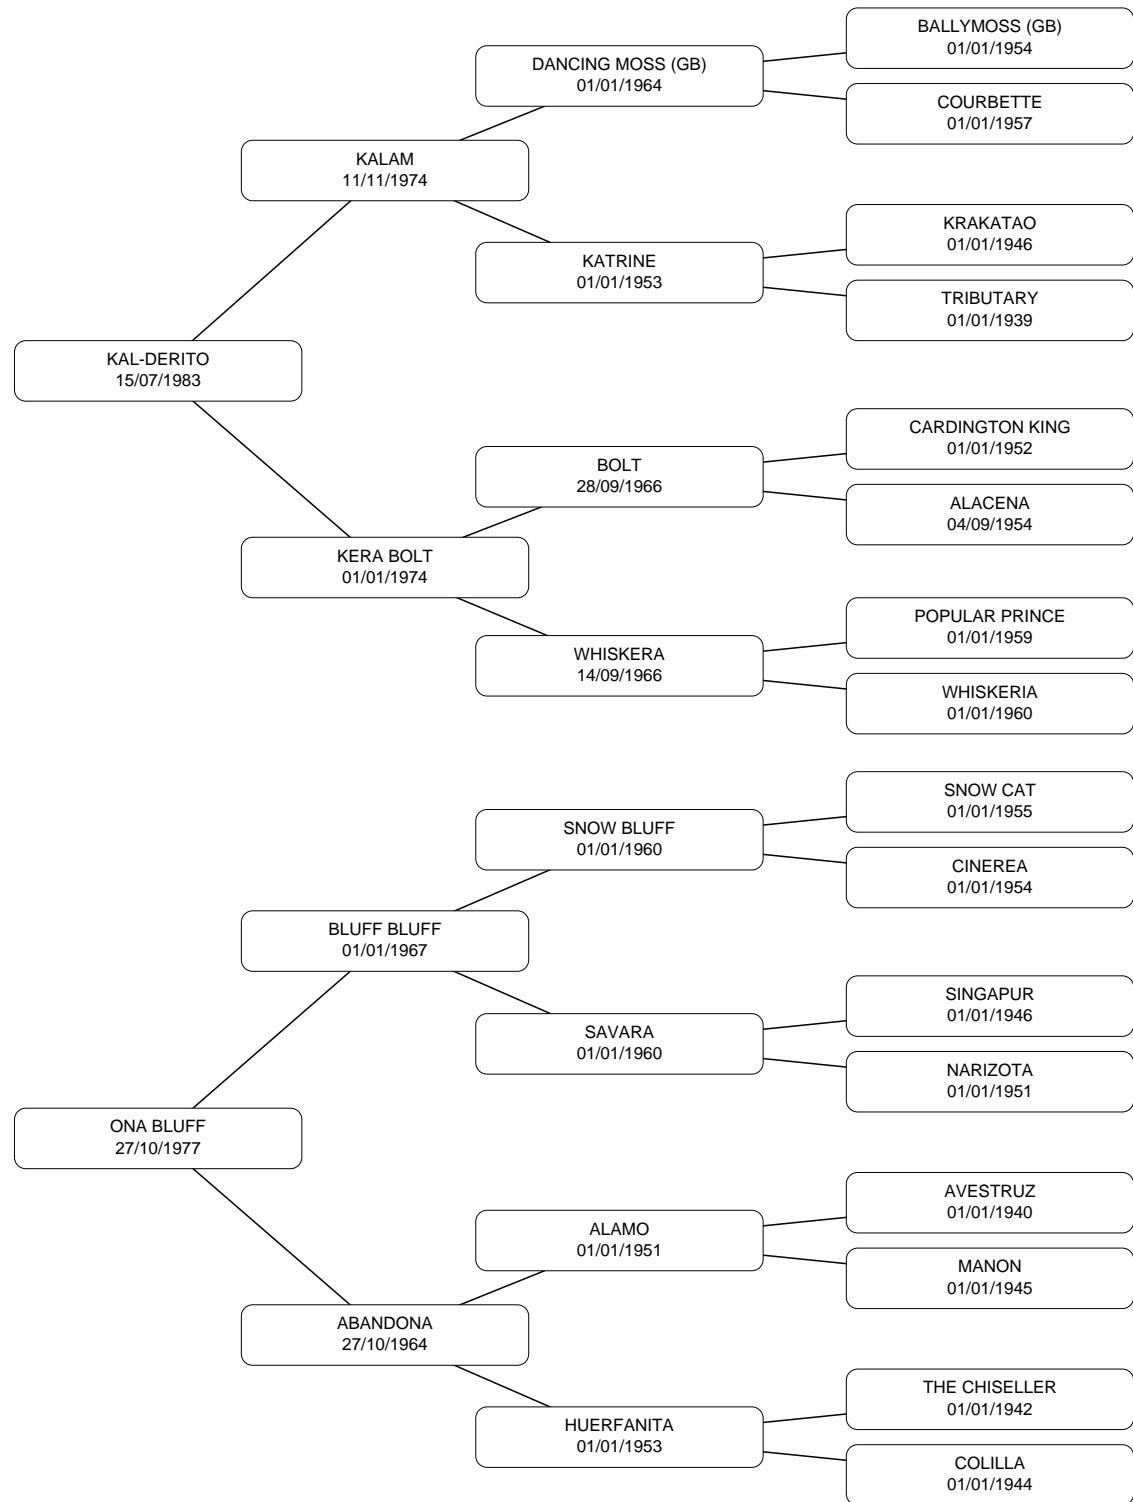 BALLYMOSS (GB)
01/01/1954
DANCING MOSS (GB)
01/01/1964
COURBETTE
01/01/1957
KALAM
11/11/1974
KRAKATAO
01/01/1946
KATRINE
01/01/1953
TRIBUTARY
01/01/1939
KAL-DERITO
15/07/1983
CARDINGTON KING
01/01/1952
BOLT
28/09/1966
ALACENA
04/09/1954
KERA BOLT
01/01/1974
POPULAR PRINCE
01/01/1959
WHISKERA
14/09/1966
WHISKERIA
01/01/1960
SNOW CAT
01/01/1955
SNOW BLUFF
01/01/1960
CINEREA
01/01/1954
BLUFF BLUFF
01/01/1967
SINGAPUR
01/01/1946
SAVARA
01/01/1960
NARIZOTA
01/01/1951
ONA BLUFF
27/10/1977
AVESTRUZ
01/01/1940
ALAMO
01/01/1951
MANON
01/01/1945
ABANDONA
27/10/1964
THE CHISELLER
01/01/1942
HUERFANITA
01/01/1953
COLILLA
01/01/1944